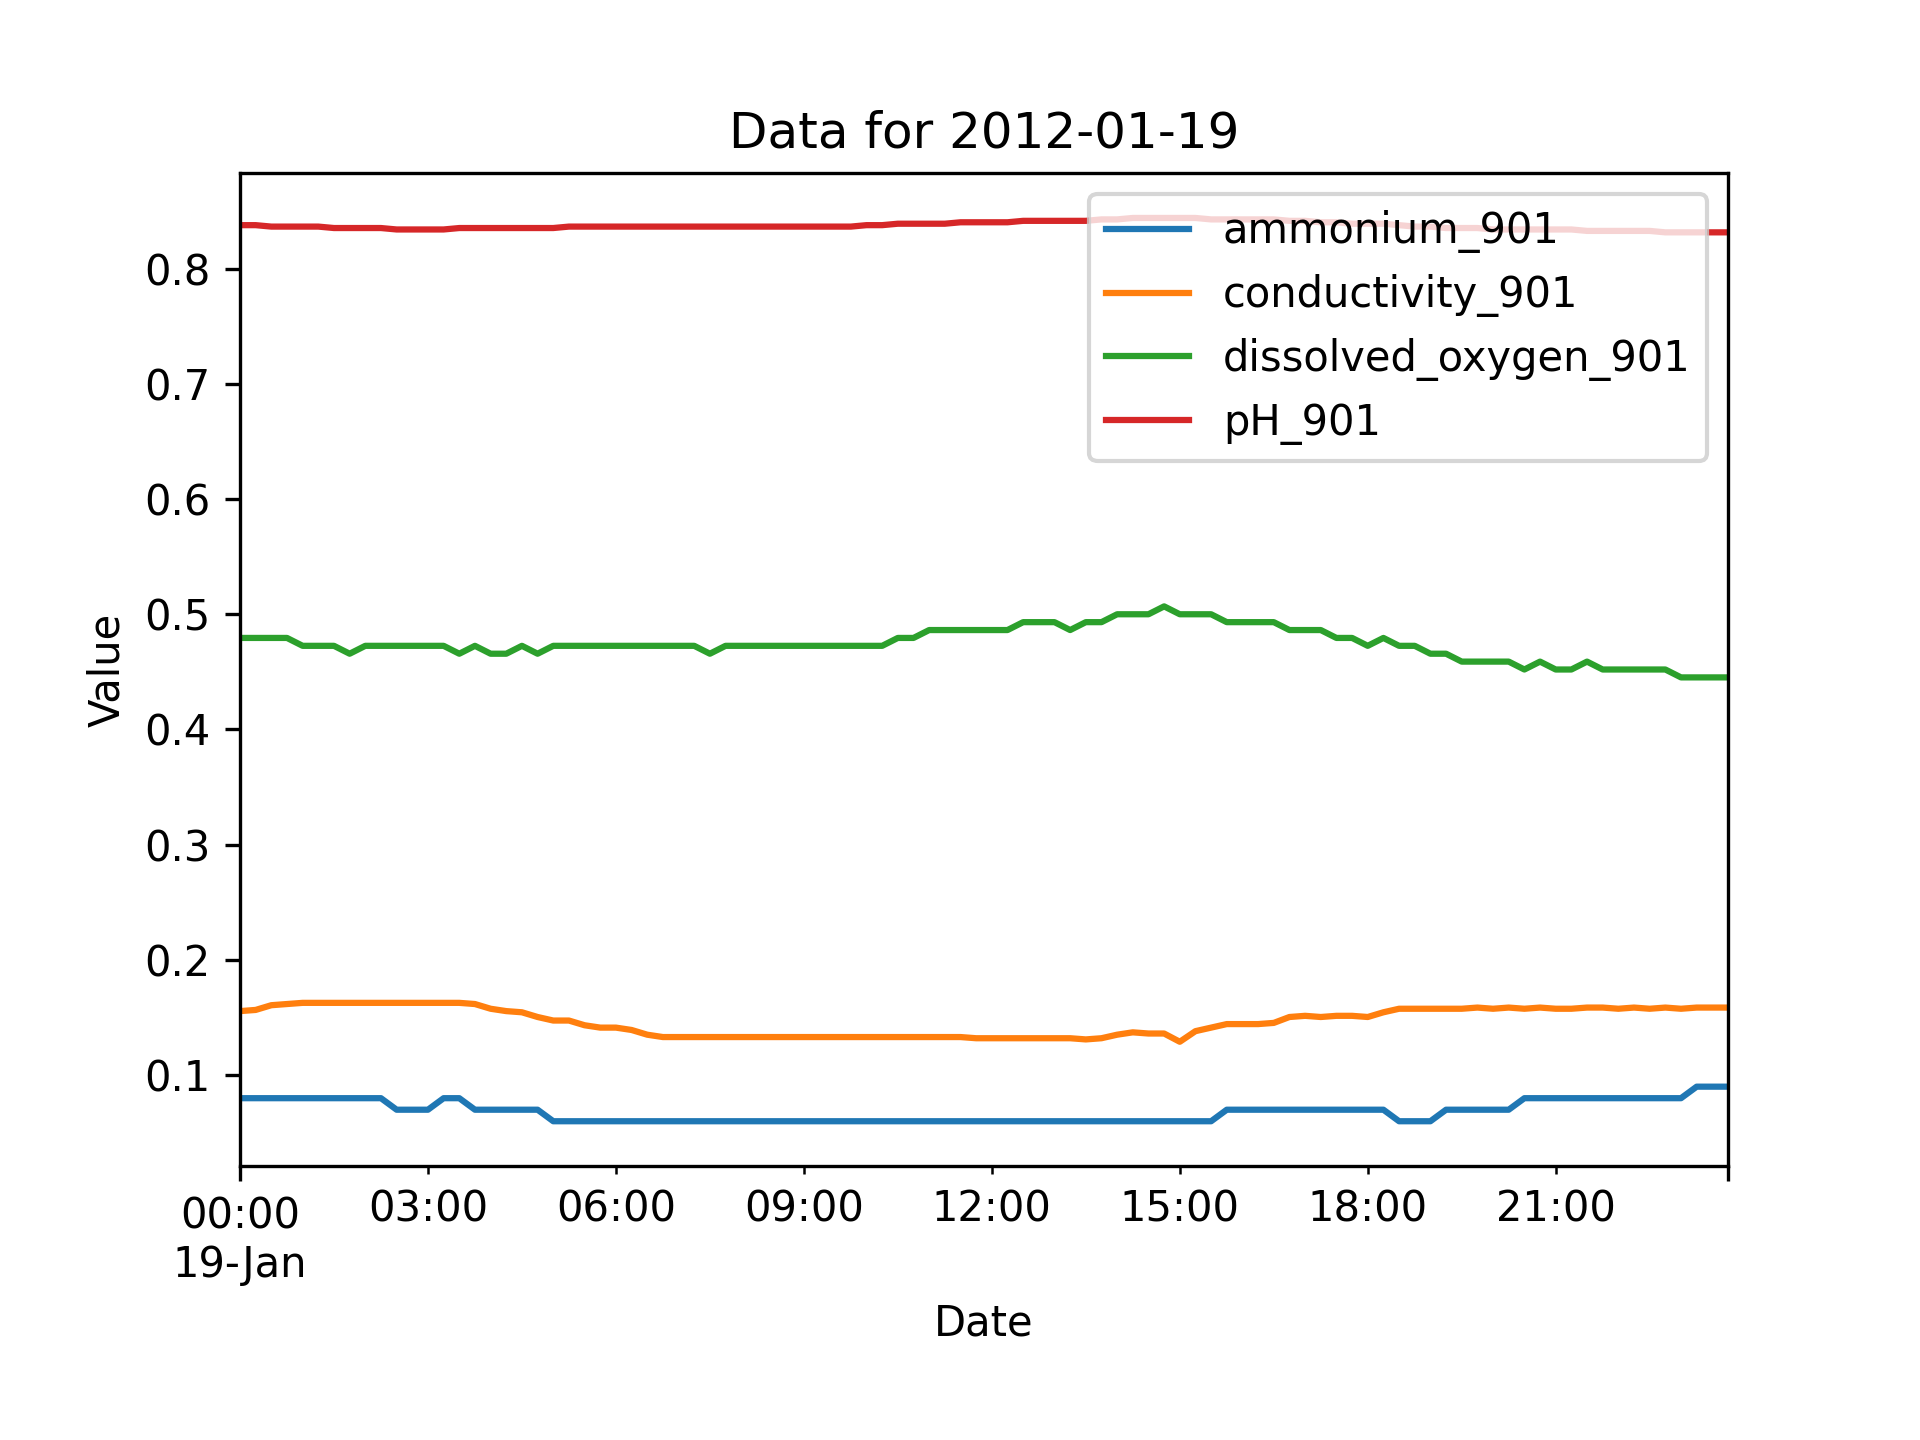 Data for 2012-01-19
ammonium_901
conductivity_901
dissolved_oxygen_901
pH_901
0.8
0.7
0.6
0.5
0.4
0.3
0.2
0.1
Value
00:00 03:00 06:00 09:00 12:00 15:00 18:00 21:00
19-Jan
Date